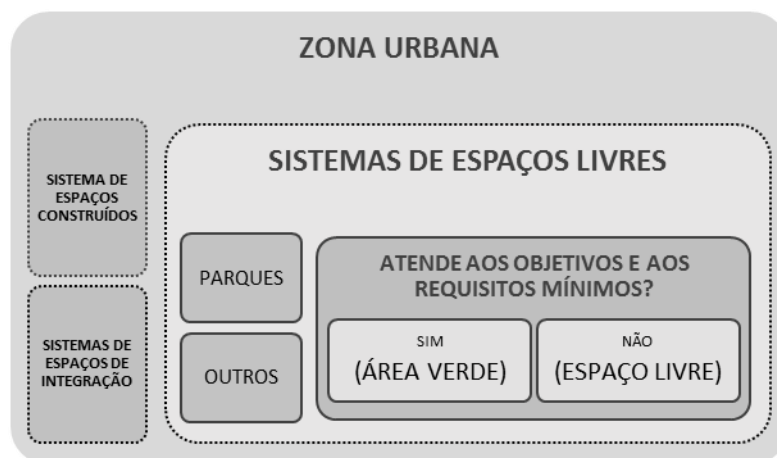 ZONA URBANA
SISTEMA DE
ESPAÇOS
CONSTRUÍDOS
SISTEMAS DE
ESPAÇOS DE
INTEGRAÇÃO
SISTEMAS DE ESPAÇOS LIVRES
PARQUES
OUTROS
ATENDE AOS OBJETIVOS E AOS
REQUISITOS MÍNIMOS?
SIM
(ÁREA VERDE)
NÃO
(ESPAÇO LIVRE)